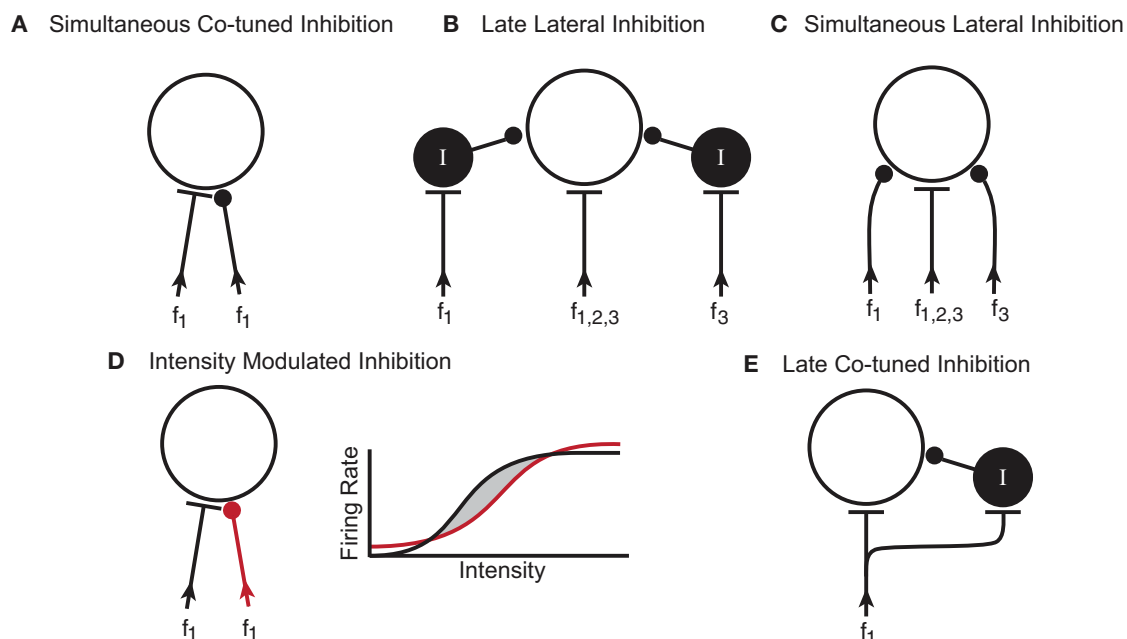 A Simultaneous Co-tuned Inhibition
B Late Lateral Inhibition
C Simultaneous Lateral Inhibition
I
I
f1
f1
f1
f1,2,3
f3
f1
f1,2,3
f3
D Intensity Modulated Inhibition
E Late Co-tuned Inhibition
I
Firing Rate
Intensity
f1
f1
f1